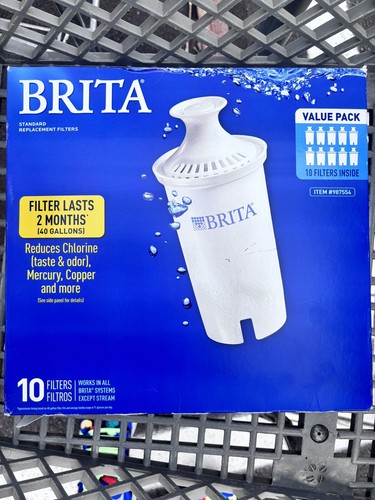 BRITA®
STANDARD
REPLACEMENT FILTERS
VALUE PACK
10 FILTERS INSIDE
ITEM #987554
BRITA
FILTER LASTS
2 MONTHS*
(40 GALLONS)
Reduces Chlorine
(taste & odor),
Mercury, Copper
and more
(See side panel for details)
10 FILTERS
FILTROS
WORKS IN ALL
BRITA® SYSTEMS
EXCEPT STREAM